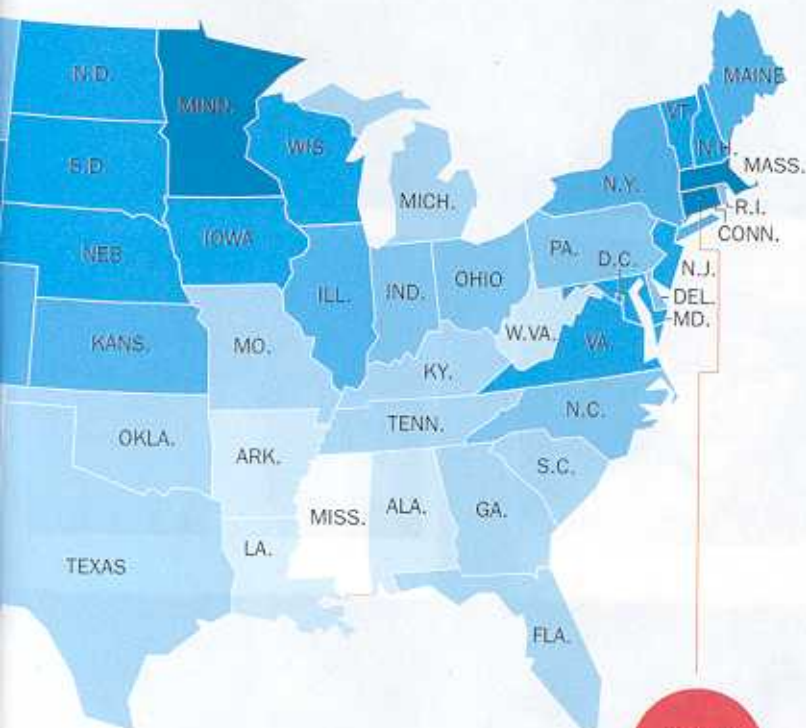 N.D.
MINN.
MAINE
VT.
N.H.
S.D.
WIS.
MASS.
N.Y.
MICH.
R.I.
CONN.
IOWA
NEB
PA.
D.C.
N.J.
OHIO
ILL.
IND.
DEL.
MD.
KANS.
MO.
W.VA.
VA.
KY.
N.C.
TENN.
OKLA.
ARK.
S.C.
MISS.
ALA.
GA.
LA.
TEXAS
FLA.